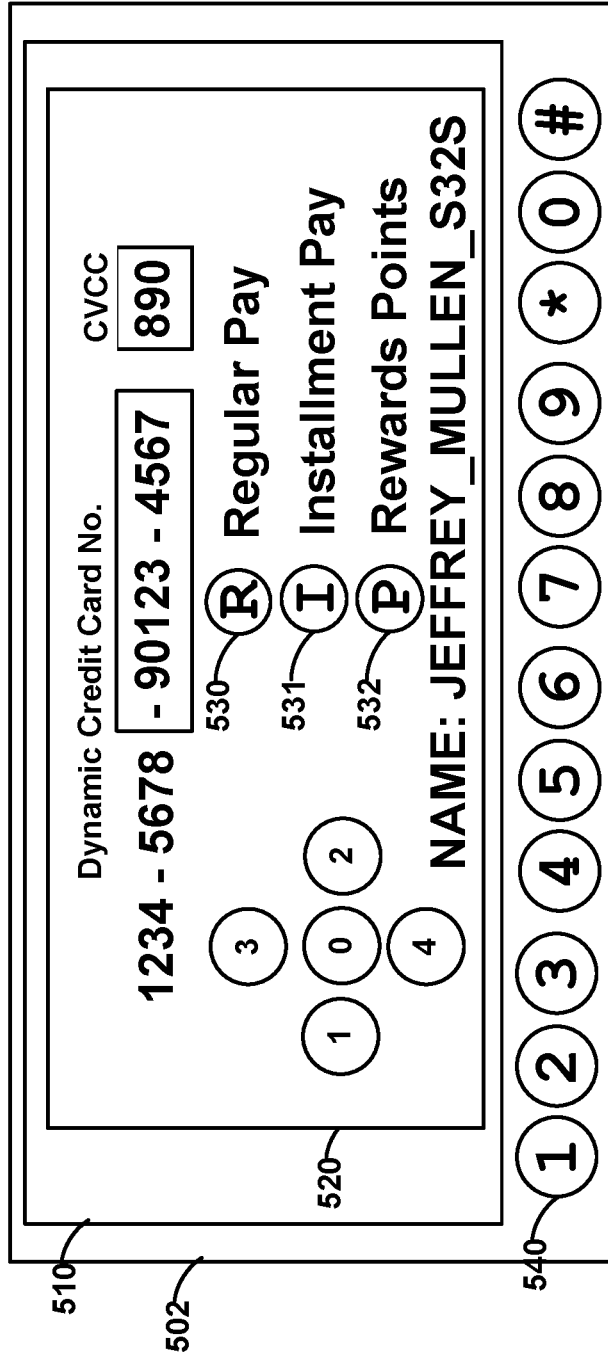 510
502
Dynamic Credit Card No.
CVCC
1234 - 5678 - 90123 - 4567
890
3
1
0
2
4
530
R Regular Pay
531
I Installment Pay
532
P Rewards Points
NAME: JEFFREY_MULLEN_S32S
520
540
1 2 3 4 5 6 7 8 9 * 0 #